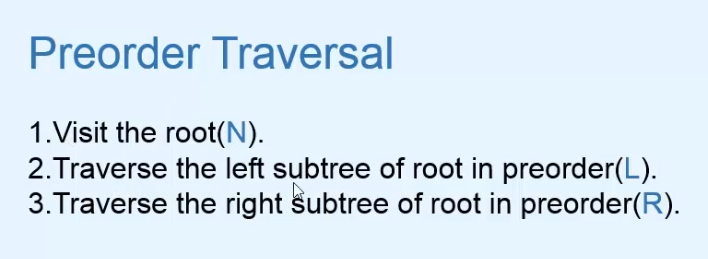 Preorder Traversal
1.Visit the root(N).
2.Traverse the left subtree of root in preorder(L).
3.Traverse the right subtree of root in preorder(R).